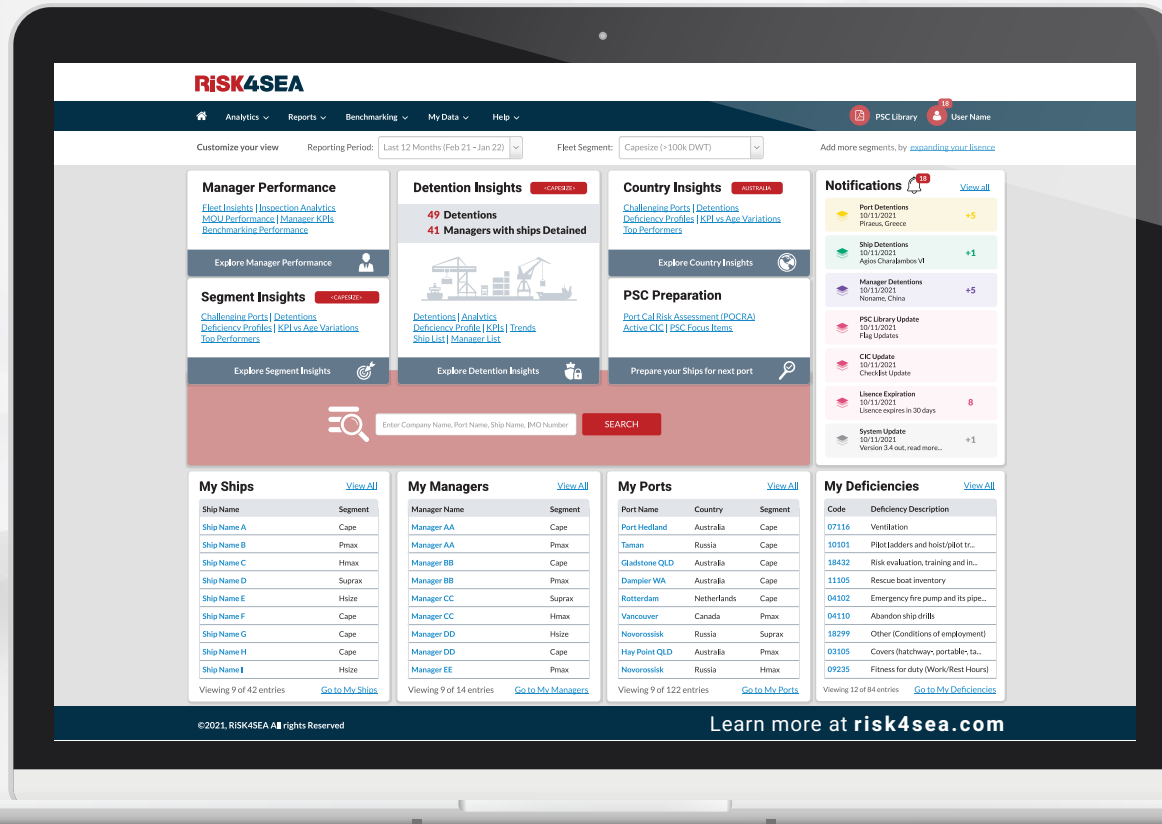 RiSK4SEA
Analytics Reports Benchmarking My Data Help
18
PSC Library User Name
Customize your view Reporting Period: Last 12 Months (Feb 21 - Jan 22) Fleet Segment: Capesize (>100k DWT) Add more segments, by expanding your lisence
Manager Performance
Fleet Insights | Inspection Analytics
MOU Performance | Manager KPIs
Benchmarking Performance
Explore Manager Performance
Segment Insights <CAPESIZE>
Challenging Ports | Detentions
Deficiency Profiles | KPI vs Age Variations
Top Performers
Explore Segment Insights
Detention Insights <CAPESIZE>
49 Detentions
41 Managers with ships Detained
Detentions | Analytics
Deficiency Profile | KPIs | Trends
Ship List | Manager List
Explore Detention Insights
Country Insights AUSTRALIA
Challenging Ports | Detentions
Deficiency Profiles | KPI vs Age Variations
Top Performers
Explore Country Insights
PSC Preparation
Port Cal Risk Assessment (POCRA)
Active CIC | PSC Focus Items
Prepare your Ships for next port
Notifications 18 View all
Port Detentions
10/11/2021 +5
Piraeus, Greece
Ship Detentions
10/11/2021 +1
Agios Charalambos VI
Manager Detentions
10/11/2021 +5
Noname, China
PSC Library Update
10/11/2021
Flag Updates
CIC Update
10/11/2021
Checklist Update
Lisence Expiration
10/11/2021 8
Lisence expires in 30 days
System Update
10/11/2021 +1
Version 3.4 out, read more...
Enter Company Name, Port Name, Ship Name, IMO Number SEARCH
My Ships View All
Ship Name Segment
Ship Name A Cape
Ship Name B Pmax
Ship Name C Hmax
Ship Name D Suprax
Ship Name E Hsize
Ship Name F Cape
Ship Name G Cape
Ship Name H Cape
Ship Name I Hsize
Viewing 9 of 42 entries Go to My Ships
My Managers View All
Manager Name Segment
Manager AA Cape
Manager AA Pmax
Manager BB Cape
Manager BB Pmax
Manager CC Suprax
Manager CC Hmax
Manager DD Hsize
Manager DD Cape
Manager EE Pmax
Viewing 9 of 14 entries Go to My Managers
My Ports View All
Port Name Country Segment
Port Hedland Australia Cape
Taman Russia Cape
Gladstone QLD Australia Cape
Dampier WA Australia Cape
Rotterdam Netherlands Cape
Vancouver Canada Pmax
Novorossisk Russia Suprax
Hay Point QLD Australia Pmax
Novorossisk Russia Hmax
Viewing 9 of 122 entries Go to My Ports
My Deficiencies View All
Code Deficiency Description
07116 Ventilation
10101 Pilot ladders and hoist/pilot tr...
18432 Risk evaluation, training and in...
11105 Rescue boat inventory
04102 Emergency fire pump and its pipe...
04110 Abandon ship drills
18299 Other (Conditions of employment)
03105 Covers (hatchway-, portable-, ta...
09235 Fitness for duty (Work/Rest Hours)
Viewing 12 of 84 entries Go to My Deficiencies
©2021, RiSK4SEA All rights Reserved
Learn more at risk4sea.com